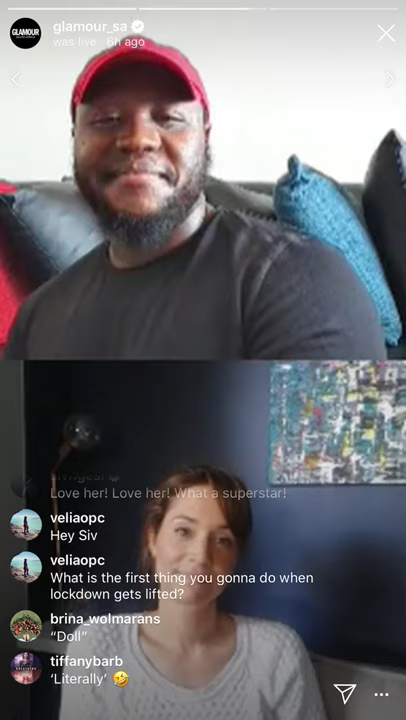 GLAMOUR
glamour_sa
was live 6h ago
Love her! Love her! What a superstar!
veliaopc
Hey Siv
veliaopc
What is the first thing you gonna do when
lockdown gets lifted?
brina_wolmarans
“Doll”
tiffanybarb
‘Literally’ 🤣